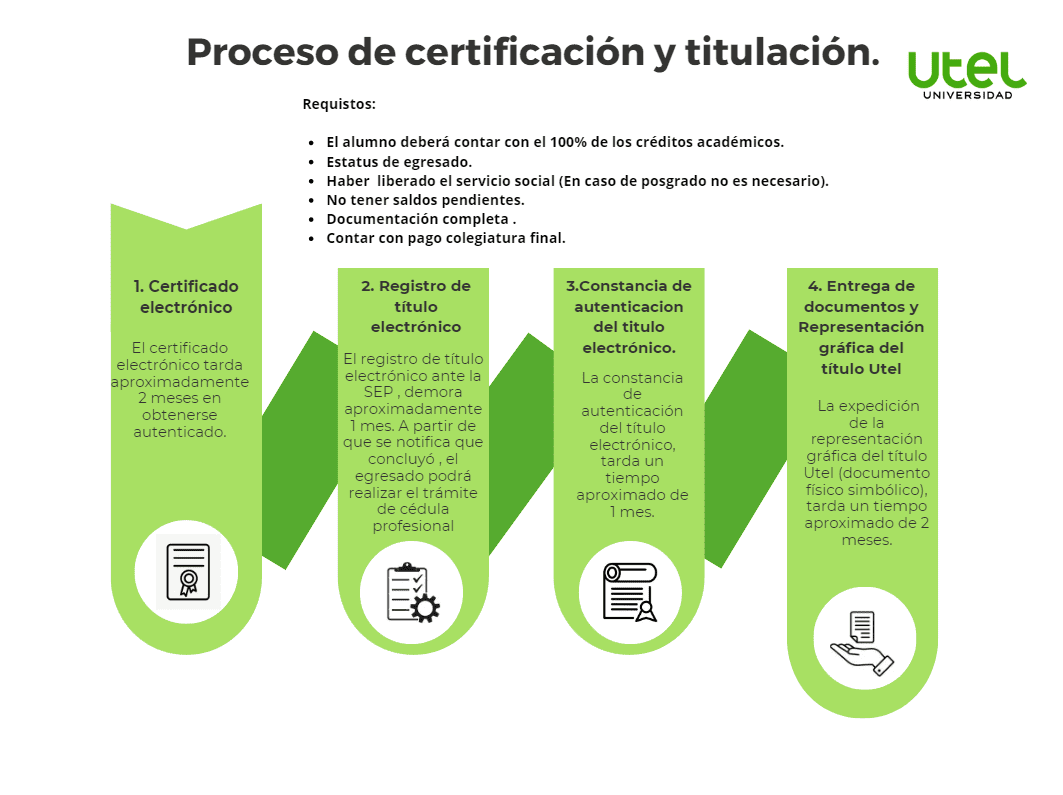 Proceso de certificación y titulación.
Utel
UNIVERSIDAD
Requistos:
• El alumno deberá contar con el 100% de los créditos académicos.
• Estatus de egresado.
• Haber liberado el servicio social (En caso de posgrado no es necesario).
• No tener saldos pendientes.
• Documentación completa .
• Contar con pago colegiatura final.
1. Certificado
electrónico
El certificado
electrónico tarda
aproximadamente
2 meses en
obtenerse
autenticado.
2. Registro de
título
electrónico
El registro de título
electrónico ante la
SEP , demora
aproximadamente
1 mes. A partir de
que se notifica que
concluyó , el
egresado podrá
realizar el trámite
de cédula
profesional
3.Constancia de
autenticacion
del titulo
electrónico.
La constancia
de
autenticación
del título
electrónico,
tarda un
tiempo
aproximado de
1 mes.
4. Entrega de
documentos y
Representación
gráfica del
título Utel
La expedición
de la
representación
gráfica del título
Utel (documento
físico simbólico),
tarda un tiempo
aproximado de 2
meses.